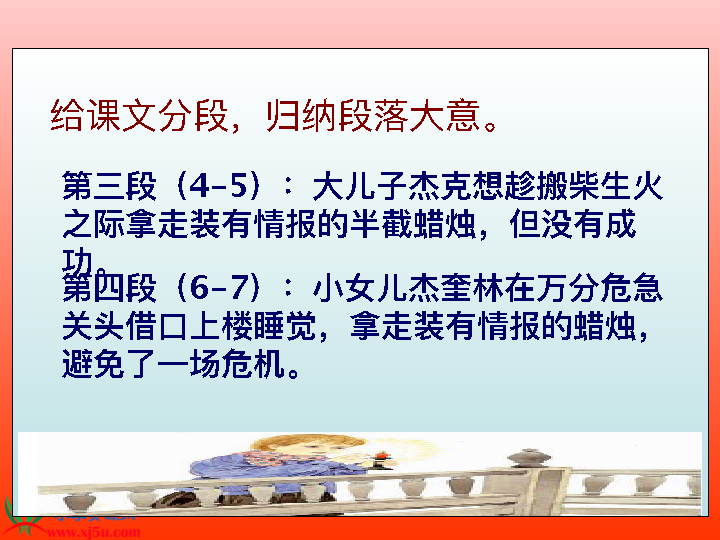 给课文分段，归纳段落大意。
第三段（4-5）：大儿子杰克想趁搬柴生火
之际拿走装有情报的半截蜡烛，但没有成
功。
第四段（6-7）：小女儿杰奎林在万分危急
关头借口上楼睡觉，拿走装有情报的蜡烛，
避免了一场危机。
www.xj5u.com